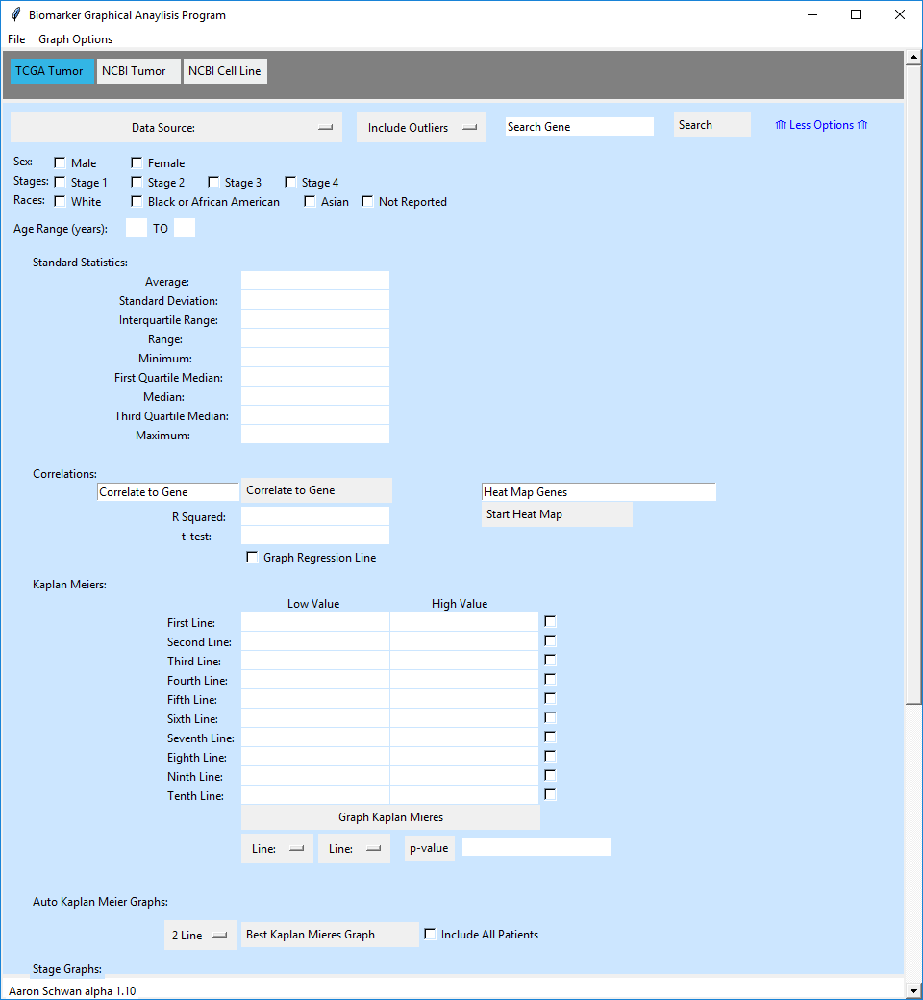 Biomarker Graphical Anaylisis Program
File Graph Options
TCGA Tumor NCBI Tumor NCBI Cell Line
Data Source: Include Outliers Search Gene Search ⇑ Less Options ⇑
Sex: Male Female
Stages: Stage 1 Stage 2 Stage 3 Stage 4
Races: White Black or African American Asian Not Reported
Age Range (years): TO
Standard Statistics:
Average:
Standard Deviation:
Interquartile Range:
Range:
Minimum:
First Quartile Median:
Median:
Third Quartile Median:
Maximum:
Correlations:
Correlate to Gene Correlate to Gene Heat Map Genes
Start Heat Map
R Squared:
t-test:
Graph Regression Line
Kaplan Meiers:
Low Value High Value
First Line:
Second Line:
Third Line:
Fourth Line:
Fifth Line:
Sixth Line:
Seventh Line:
Eighth Line:
Ninth Line:
Tenth Line:
Graph Kaplan Mieres
Line: Line: p-value
Auto Kaplan Meier Graphs:
2 Line Best Kaplan Mieres Graph Include All Patients
Stage Graphs:
Aaron Schwan alpha 1.10